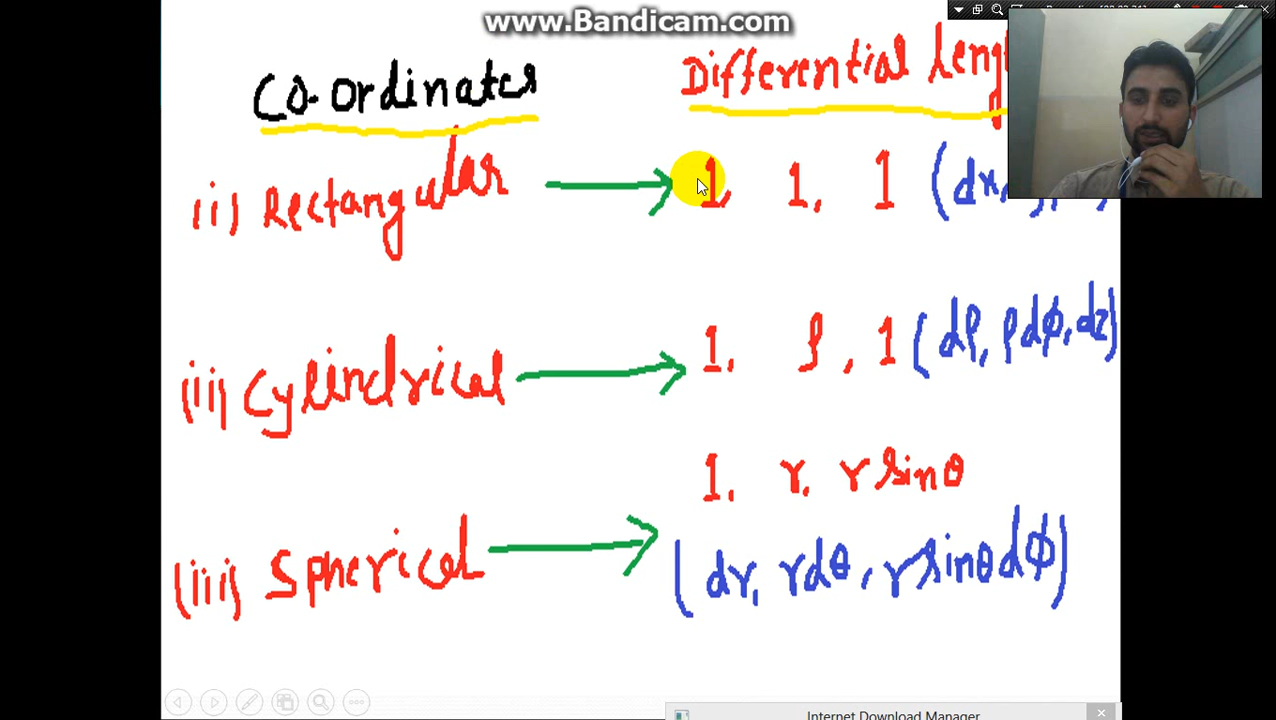 www.Bandicam.com
Co-ordinates
Differential
ii) Rectangular → 1, 1, 1 (dx,
(ii) Cylindrical → 1, ρ, 1 (dρ, ρdϕ, dz)
1, r, r sinθ
(iii) Spherical →
(dr, rdθ, r sinθ dϕ)
Internet Download Manager